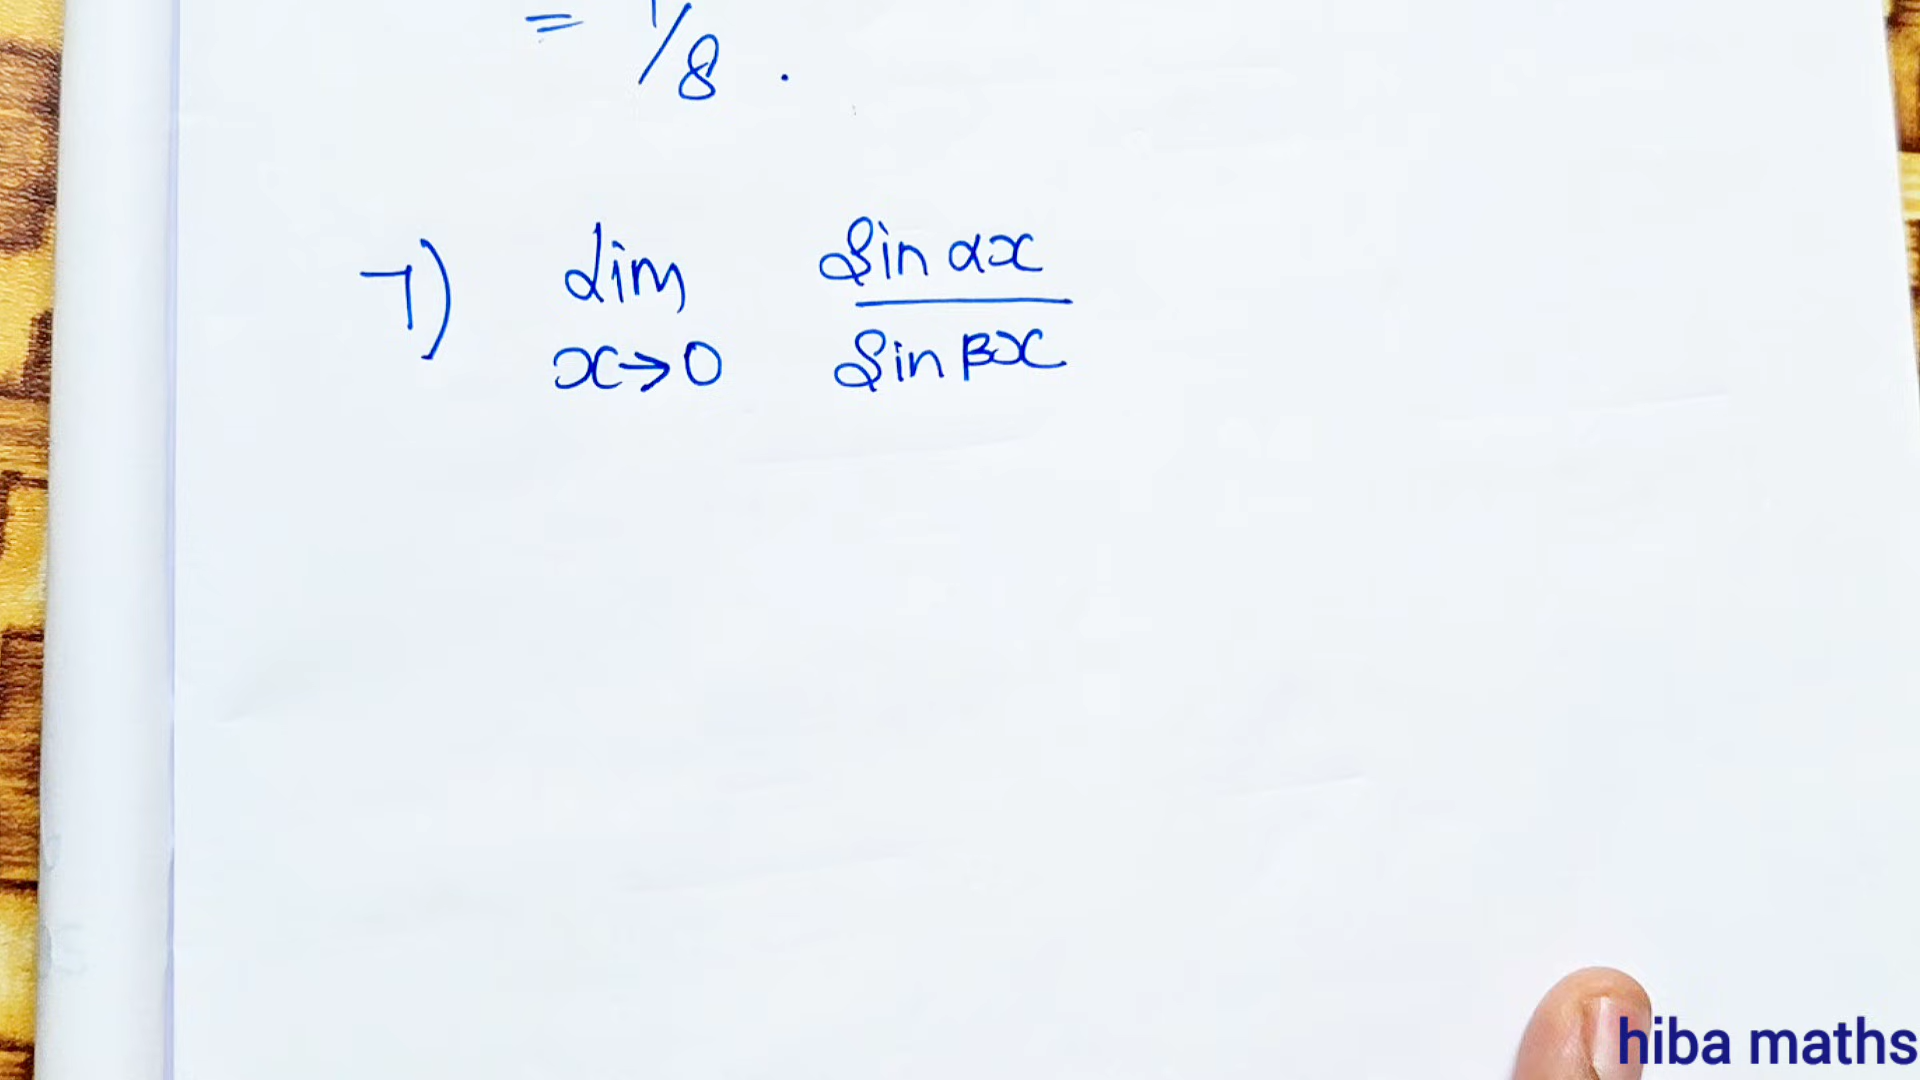 = 1/8 .
7) lim sin αx
x→0 sin βx
hiba maths